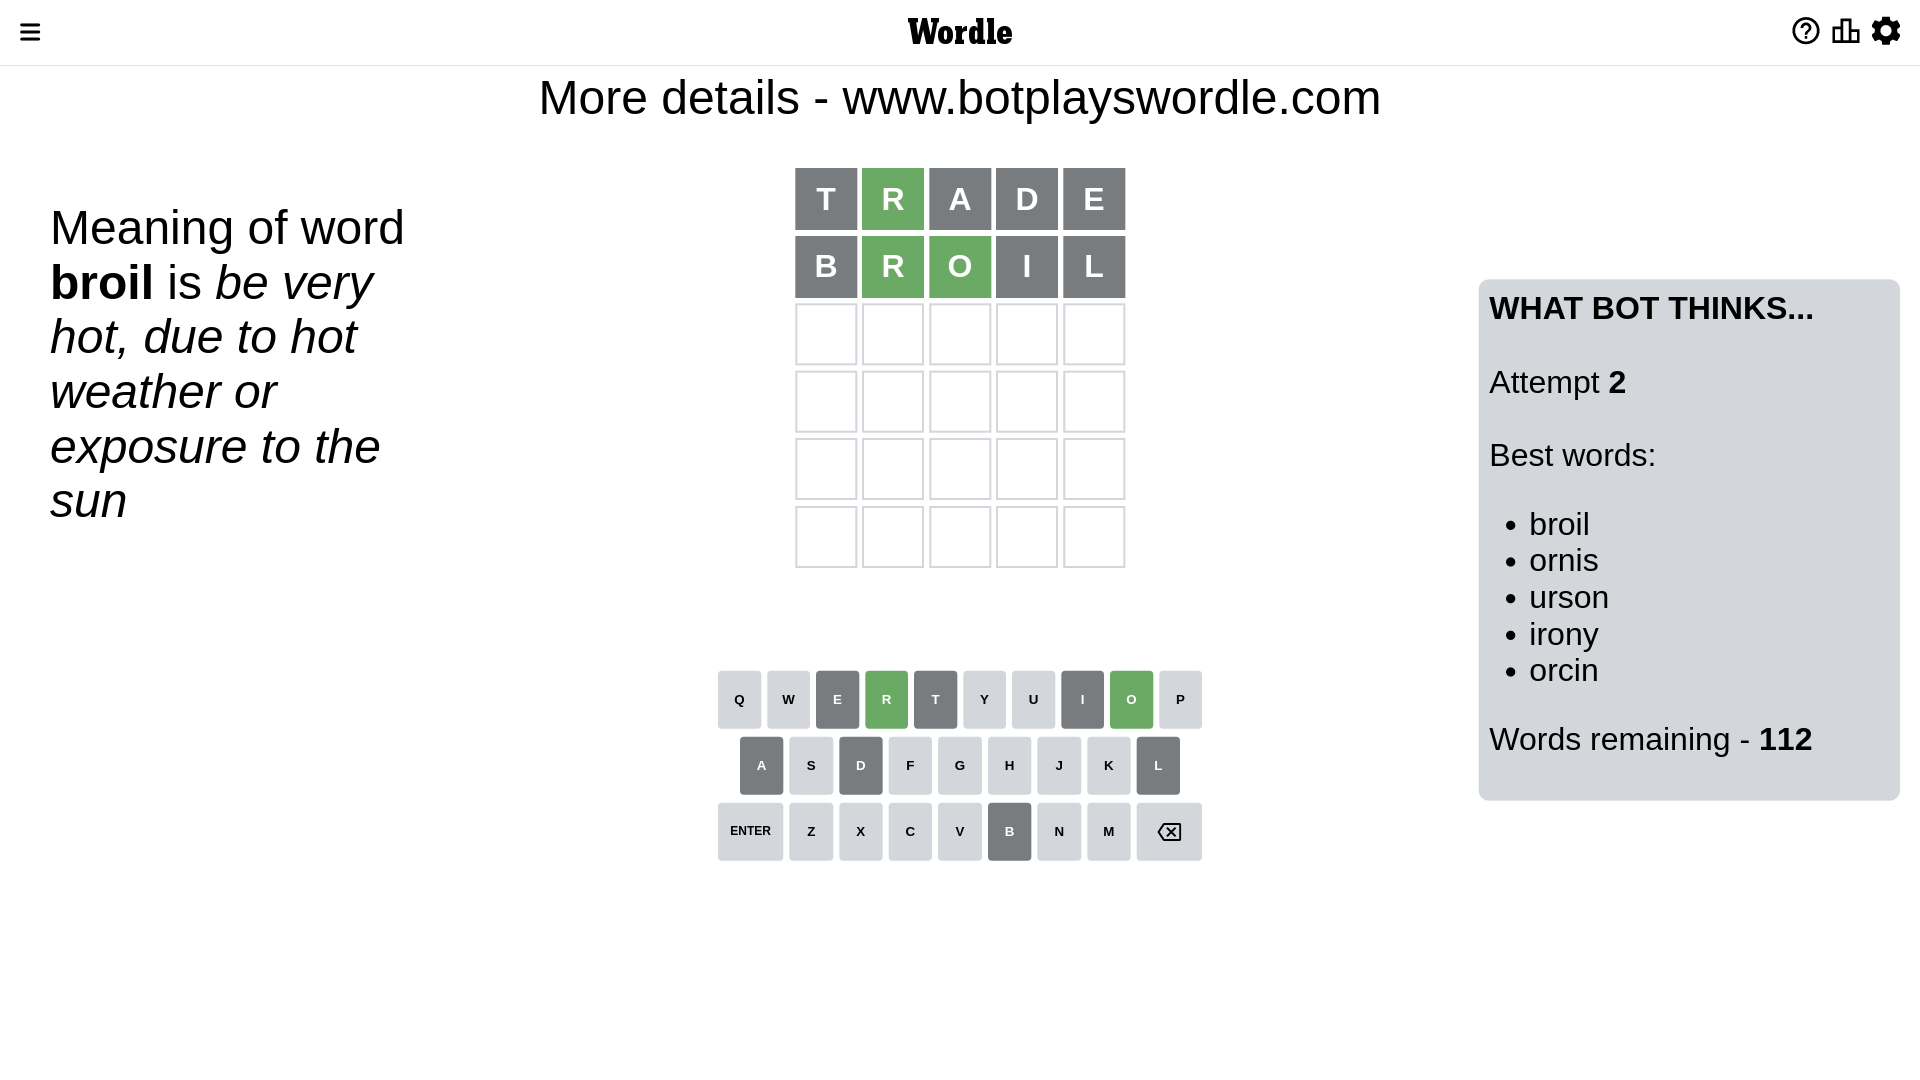 Wordle
More details - www.botplayswordle.com
Meaning of word
broil is be very
hot, due to hot
weather or
exposure to the
sun
T R A D E
B R O I L
WHAT BOT THINKS...
Attempt 2
Best words:
• broil
• ornis
• urson
• irony
• orcin
Words remaining - 112
Q W E R T Y U I O P
A S D F G H J K L
ENTER Z X C V B N M